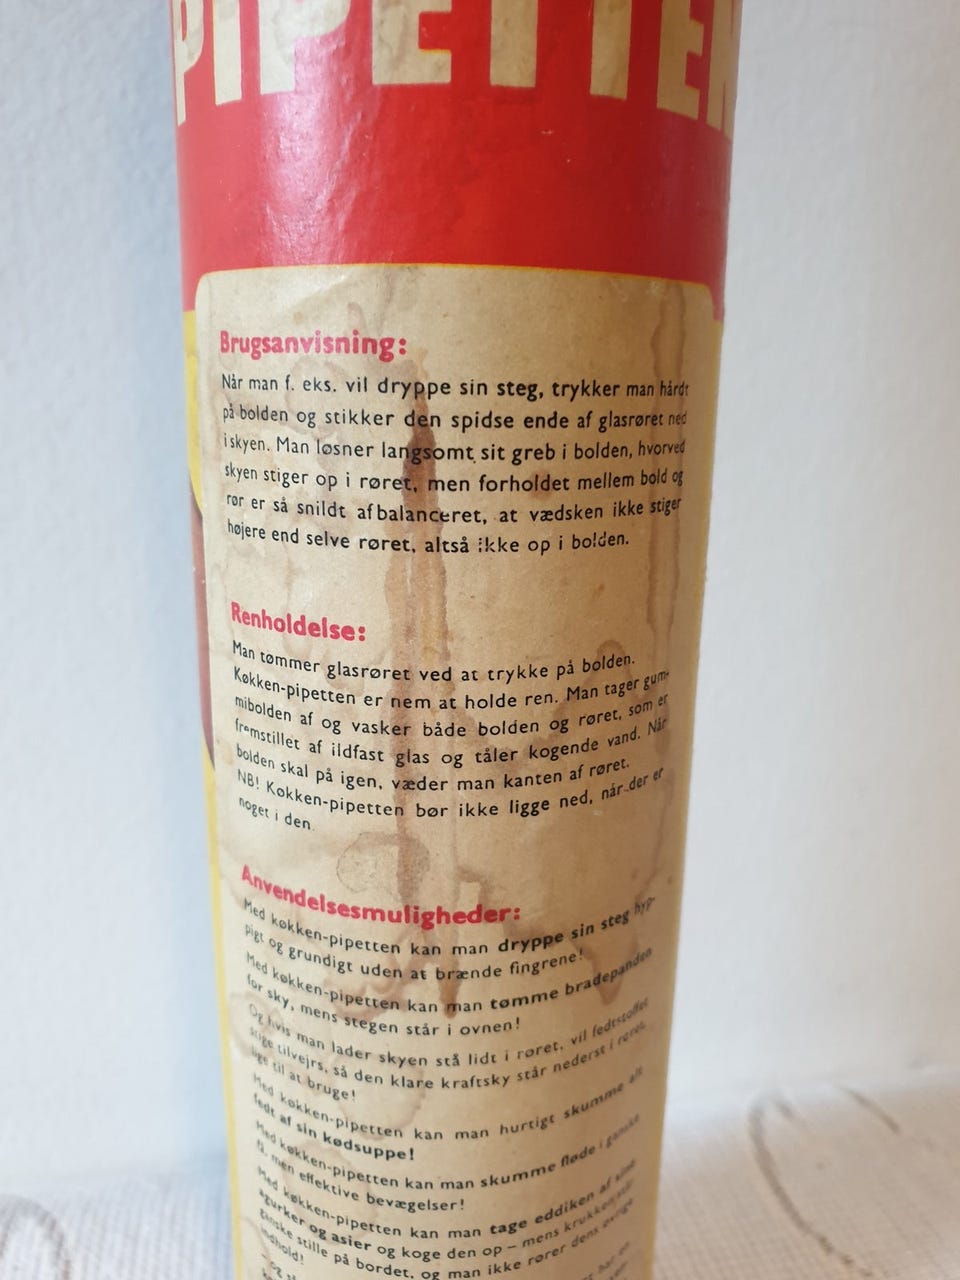 PIPETTEN
Brugsanvisning:
Når man f. eks. vil dryppe sin steg, trykker man hårdt
på bolden og stikker den spidse ende af glasrøret ned
i skyen. Man løsner langsomt sit greb i bolden, hvorved
skyen stiger op i røret, men forholdet mellem bold og
rør er så snildt afbalanceret, at vædsken ikke stiger
højere end selve røret, altså ikke op i bolden.
Renholdelse:
Man tømmer glasrøret ved at trykke på bolden.
Køkken-pipetten er nem at holde ren. Man tager gum-
mibolden af og vasker både bolden og røret, som er
fremstillet af ildfast glas og tåler kogende vand. Når
bolden skal på igen, væder man kanten af røret.
NB! Køkken-pipetten bør ikke ligge ned, når der er
noget i den.
Anvendelsesmuligheder:
Med køkken-pipetten kan man dryppe sin steg hyp-
pigt og grundigt uden at brænde fingrene!
Med køkken-pipetten kan man tømme bradepanden
for sky, mens stegen står i ovnen!
Og hvis man lader skyen stå lidt i røret, vil fedtstoffet
stige tilvejrs, så den klare kraftsky står nederst i røret,
lige til at bruge!
Med køkken-pipetten kan man hurtigt skumme alt
fedt af sin kødsuppe!
Med køkken-pipetten kan man skumme fløde i ganske
få, men effektive bevægelser!
Med køkken-pipetten kan man tage eddiken af sine
agurker og asier og koge den op – mens krukken står
ganske stille på bordet, og man ikke rører dens øvrige
indhold!